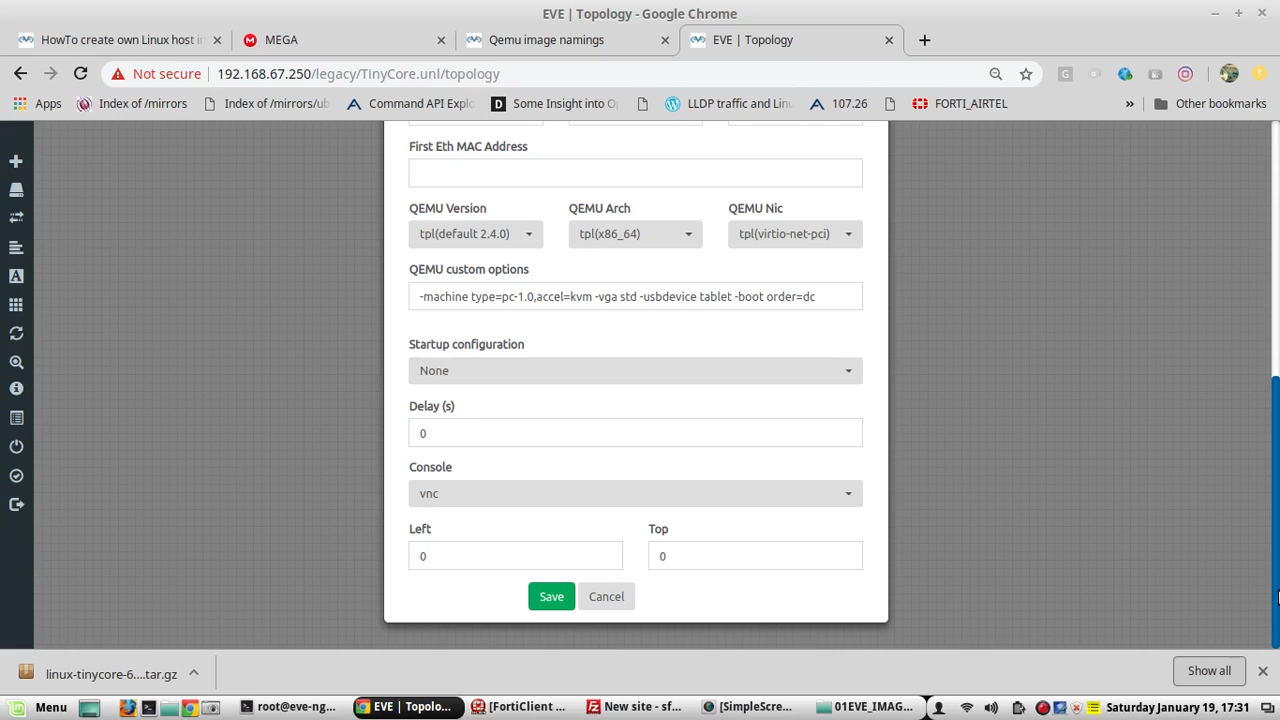 EVE | Topology - Google Chrome
HowTo create own Linux host in
MEGA
Qemu image namings
EVE | Topology
Not secure
192.168.67.250/legacy/TinyCore.unl/topology
Apps
Index of /mirrors/
Index of /mirrors/ub
Command API Explo
Some Insight into Op
LLDP Traffic and Linu
107.26
FORTI_AIRTEL
»
Other bookmarks
First Eth MAC Address
QEMU Version
QEMU Arch
QEMU Nic
tpl(default 2.4.0)
tpl(x86_64)
tpl(virtio-net-pci)
QEMU custom options
-machine type=pc-1.0,accel=kvm -vga std -usbdevice tablet -boot order=dc
Startup configuration
None
Delay (s)
0
Console
vnc
Left
Top
0
0
Save
Cancel
linux-tinycore-6....tar.gz
Show all
Menu
root@eve-ng...
EVE | Topolo...
[FortiClient ...
New site - sf...
[SimpleScre...
01EVE_IMAG...
Saturday January 19, 17:31